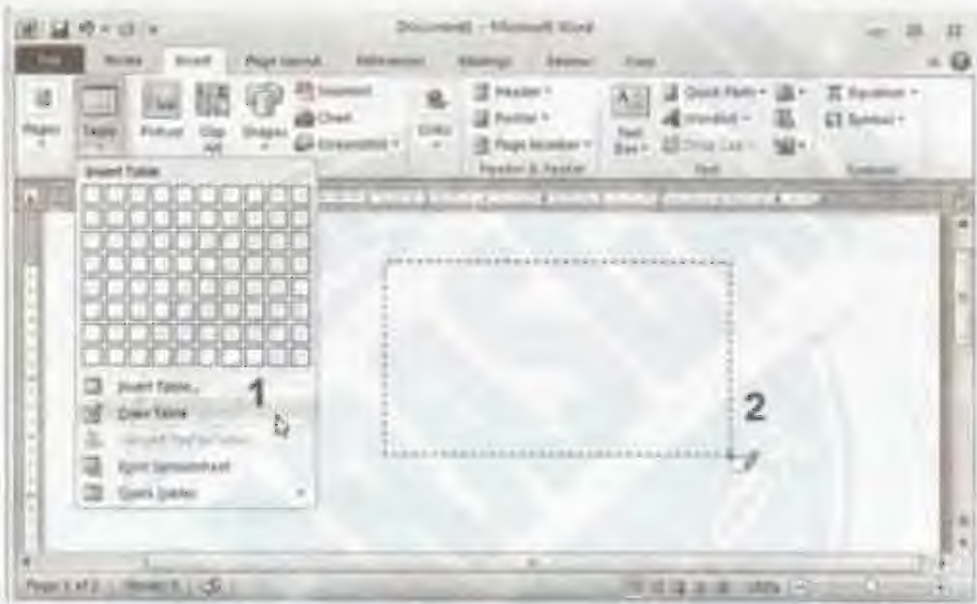 Document1 - Microsoft Word
File Home Insert Page Layout References Mailings Review View
Pages Table Picture Clip Art Shapes
SmartArt
Chart
Screenshot
Links
Header
Footer
Page Number
Header & Footer
Text Box
Quick Parts
WordArt
Drop Cap
Text
Equation
Symbol
Symbols
Insert Table
Insert Table...
Draw Table
Excel Spreadsheet
Quick Tables
1
2